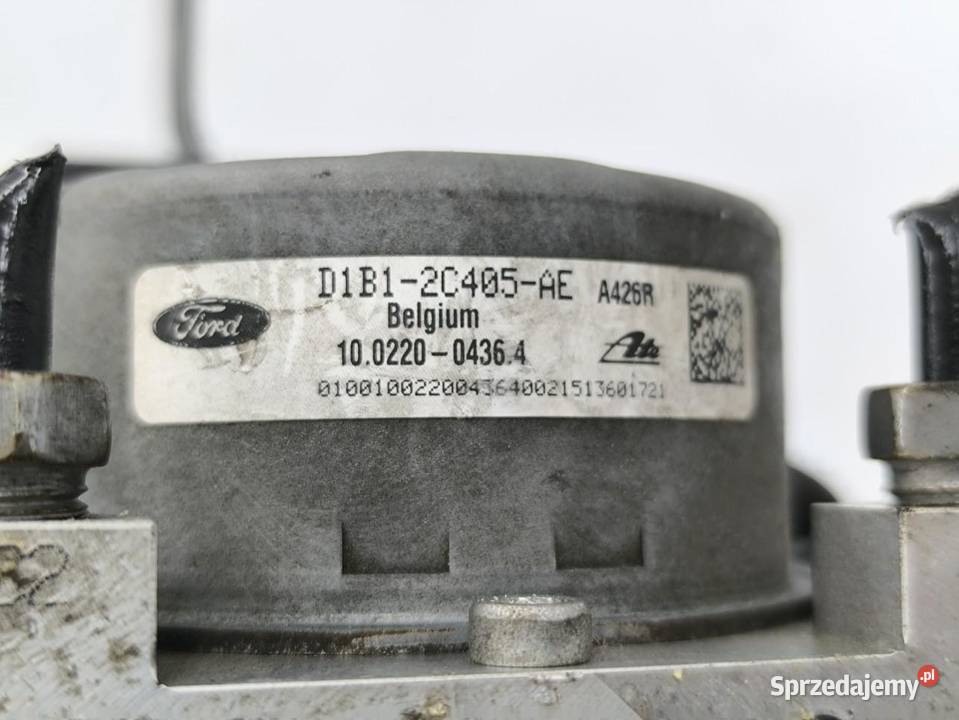 D1B1-2C405-AE A426R
Ford
Belgium
10.0220-0436.4 Ate
0100100220043640021513601721
Sprzedajemy.pl